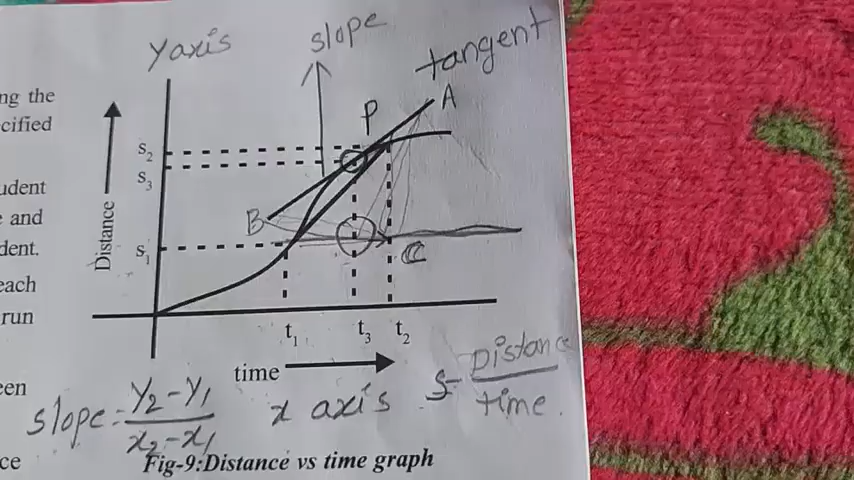 slope
Y axis
tangent
ng the
A
P
cified
S2
S3
udent
e and
Distance
B
dent.
S1
C
each
run
t1 t3 t2
time
een
S= Distance
time.
slope = Y2-Y1
x2-x1
x axis
ce
Fig-9:Distance vs time graph